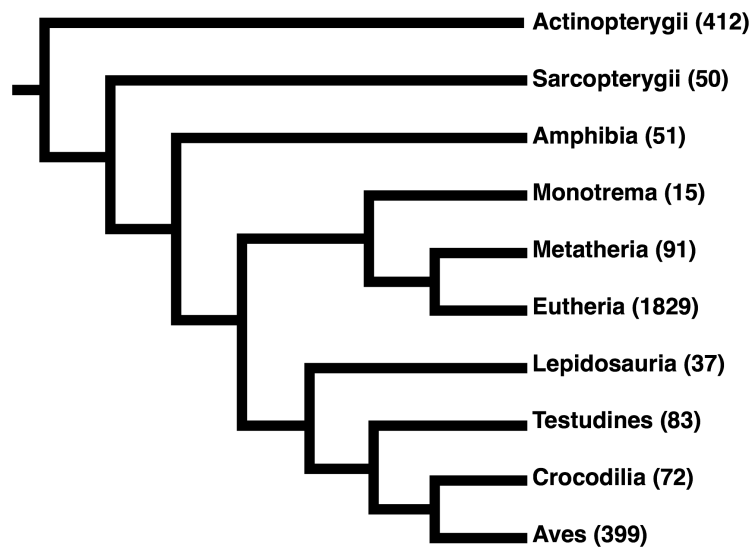 Actinopterygii (412)
Sarcopterygii (50)
Amphibia (51)
Monotrema (15)
Metatheria (91)
Eutheria (1829)
Lepidosauria (37)
Testudines (83)
Crocodilia (72)
Aves (399)